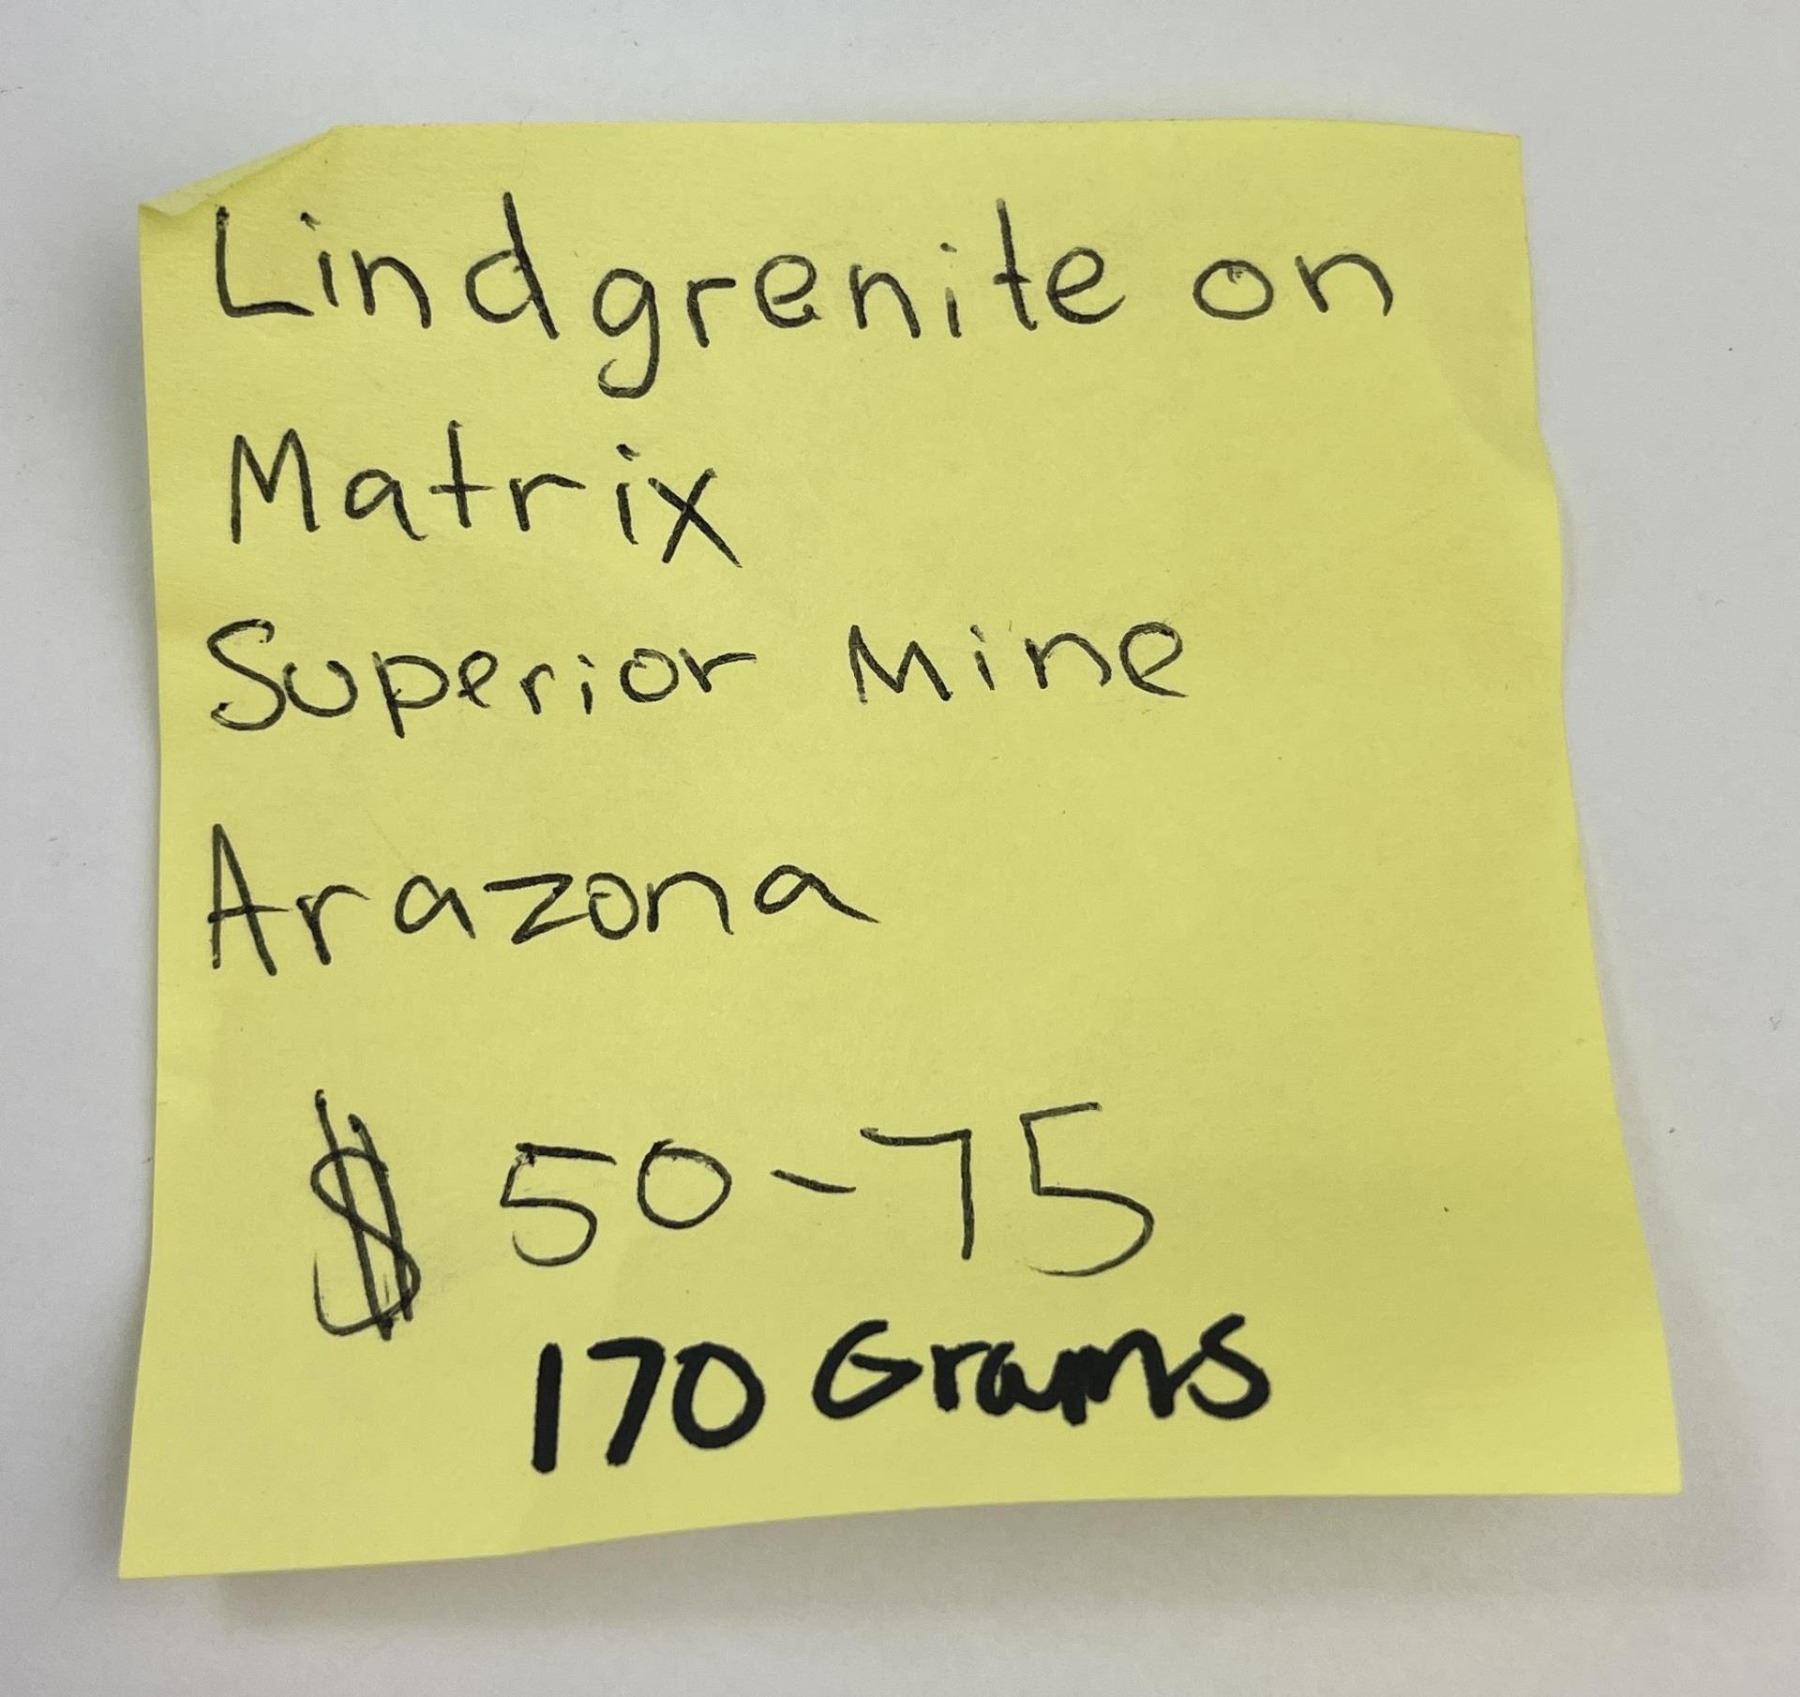 Lindgrenite on
Matrix
Superior Mine
Arazona
$ 50-75
170 Grams